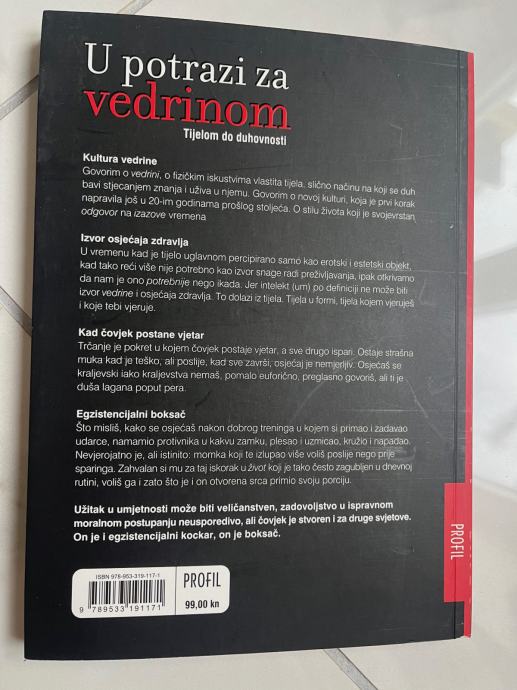 U potrazi za
vedrinom
Tijelom do duhovnosti
Kultura vedrine
Govorim o vedrini, o fizičkim iskustvima vlastita tijela, slično načinu na koji se duh
bavi stjecanjem znanja i uživa u njemu. Govorim o novoj kulturi, koja je prvi korak
napravila još u 20-im godinama prošlog stoljeća. O stilu života koji je svojevrstan
odgovor na izazove vremena
Izvor osjećaja zdravlja
U vremenu kad je tijelo uglavnom percipirano samo kao erotski i estetski objekt,
kad tako reći više nije potrebno kao izvor snage radi preživljavanja, ipak otkrivamo
da nam je ono potrebnije nego ikada. Jer intelekt (um) po definiciji ne može biti
izvor vedrine i osjećaja zdravlja. To dolazi iz tijela. Tijela u formi, tijela kojem vjeruješ
i koje tebi vjeruje.
Kad čovjek postane vjetar
Trčanje je pokret u kojem čovjek postaje vjetar, a sve drugo ispari. Ostaje strašna
muka kad je teško, ali poslije, kad sve završi, osjećaj je nemjerljiv. Osjećaš se
kraljevski iako kraljevstva nemaš, pomalo euforično, preglasno govoriš, ali ti je
duša lagana poput pera.
Egzistencijalni boksač
Što misliš, kako se osjećaš nakon dobrog treninga u kojem si primao i zadavao
udarce, namamio protivnika u kakvu zamku, plesao i uzmicao, kružio i napadao.
Nevjerojatno je, ali istinito: momka koji te izlupao više voliš poslije nego prije
sparinga. Zahvalan si mu za taj iskorak u život koji je tako često zagubljen u dnevnoj
rutini, voliš ga i zato što je i on otvorena srca primio svoju porciju.
Užitak u umjetnosti može biti veličanstven, zadovoljstvo u ispravnom
moralnom postupanju neusporedivo, ali čovjek je stvoren i za druge svjetove.
On je i egzistencijalni kockar, on je boksač.
ISBN 978-953-319-117-1
9 789533 191171
PROFIL
99,00 kn
PROFIL